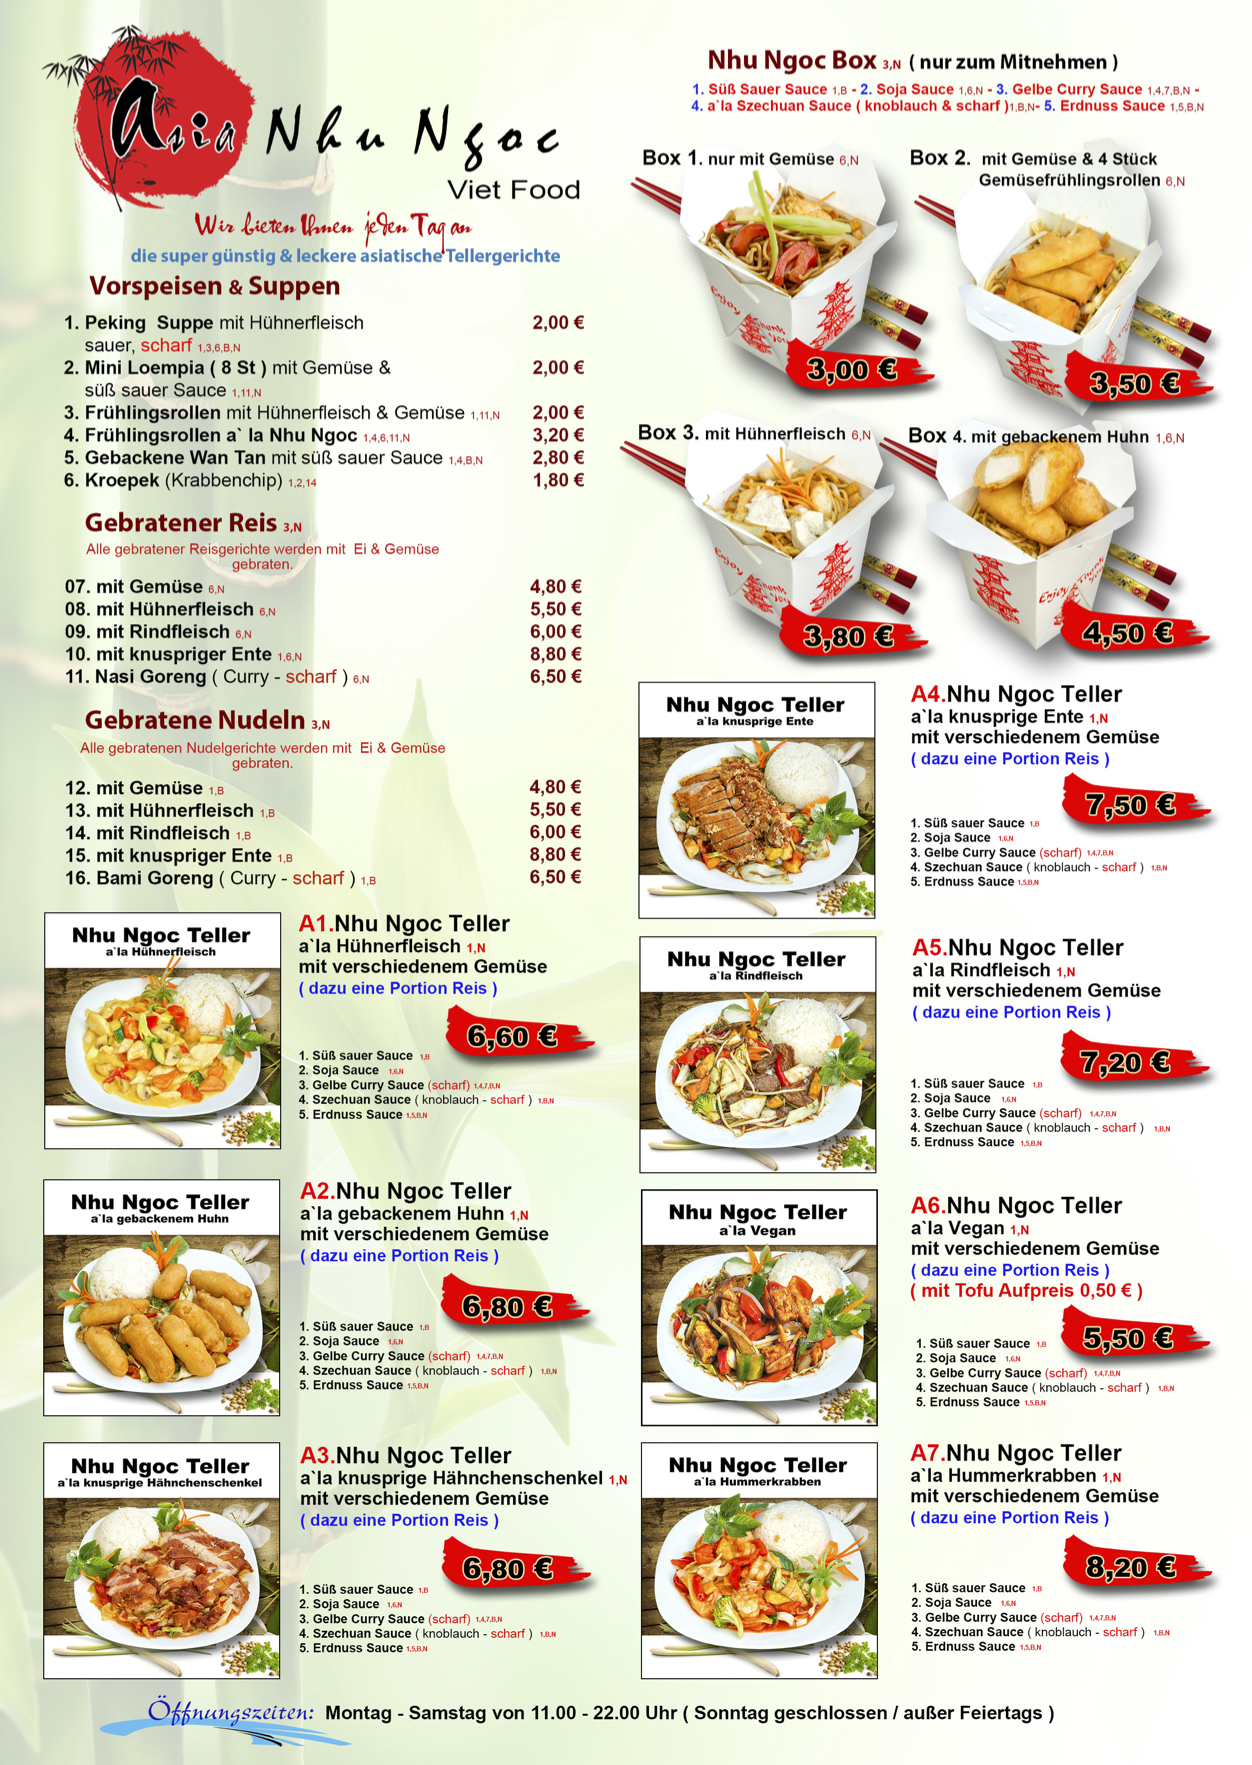 Asia Nhu Ngoc
Viet Food
Wir bieten Ihnen jeden Tag an
die super günstig & leckere asiatische Tellergerichte
Vorspeisen & Suppen
1. Peking Suppe mit Hühnerfleisch 2,00 €
sauer, scharf 1,3,6,B,N
2. Mini Loempia ( 8 St ) mit Gemüse & 2,00 €
süß sauer Sauce 1,11,N
3. Frühlingsrollen mit Hühnerfleisch & Gemüse 1,11,N 2,00 €
4. Frühlingsrollen a` la Nhu Ngoc 1,4,6,11,N 3,20 €
5. Gebackene Wan Tan mit süß sauer Sauce 1,4,B,N 2,80 €
6. Kroepek (Krabbenchip) 1,2,14 1,80 €
Gebratener Reis 3,N
Alle gebratener Reisgerichte werden mit Ei & Gemüse
gebraten.
07. mit Gemüse 6,N 4,80 €
08. mit Hühnerfleisch 6,N 5,50 €
09. mit Rindfleisch 6,N 6,00 €
10. mit knuspriger Ente 1,6,N 8,80 €
11. Nasi Goreng ( Curry - scharf ) 6,N 6,50 €
Gebratene Nudeln 3,N
Alle gebratenen Nudelgerichte werden mit Ei & Gemüse
gebraten.
12. mit Gemüse 1,B 4,80 €
13. mit Hühnerfleisch 1,B 5,50 €
14. mit Rindfleisch 1,B 6,00 €
15. mit knuspriger Ente 1,B 8,80 €
16. Bami Goreng ( Curry - scharf ) 1,B 6,50 €
Nhu Ngoc Teller
a`la Hühnerfleisch
A1.Nhu Ngoc Teller
a`la Hühnerfleisch 1,N
mit verschiedenem Gemüse
( dazu eine Portion Reis )
6,60 €
1. Süß sauer Sauce 1,B
2. Soja Sauce 1,6,N
3. Gelbe Curry Sauce (scharf) 1,4,7,B,N
4. Szechuan Sauce ( knoblauch - scharf ) 1,B,N
5. Erdnuss Sauce 1,5,B,N
Nhu Ngoc Teller
a`la gebackenem Huhn
A2.Nhu Ngoc Teller
a`la gebackenem Huhn 1,N
mit verschiedenem Gemüse
( dazu eine Portion Reis )
6,80 €
1. Süß sauer Sauce 1,B
2. Soja Sauce 1,6,N
3. Gelbe Curry Sauce (scharf) 1,4,7,B,N
4. Szechuan Sauce ( knoblauch - scharf ) 1,B,N
5. Erdnuss Sauce 1,5,B,N
Nhu Ngoc Teller
a`la knusprige Hähnchenschenkel
A3.Nhu Ngoc Teller
a`la knusprige Hähnchenschenkel 1,N
mit verschiedenem Gemüse
( dazu eine Portion Reis )
6,80 €
1. Süß sauer Sauce 1,B
2. Soja Sauce 1,6,N
3. Gelbe Curry Sauce (scharf) 1,4,7,B,N
4. Szechuan Sauce ( knoblauch - scharf ) 1,B,N
5. Erdnuss Sauce 1,5,B,N
Nhu Ngoc Box 3,N ( nur zum Mitnehmen )
1. Süß Sauer Sauce 1,B - 2. Soja Sauce 1,6,N - 3. Gelbe Curry Sauce 1,4,7,B,N -
4. a`la Szechuan Sauce ( knoblauch & scharf )1,B,N- 5. Erdnuss Sauce 1,5,B,N
Box 1. nur mit Gemüse 6,N
Enjoy Thank you
3,00 €
Box 2. mit Gemüse & 4 Stück
Gemüsefrühlingsrollen 6,N
3,50 €
Box 3. mit Hühnerfleisch 6,N
Enjoy Thank you
3,80 €
Box 4. mit gebackenem Huhn 1,6,N
Enjoy Thank you
4,50 €
Nhu Ngoc Teller
a`la knusprige Ente
A4.Nhu Ngoc Teller
a`la knusprige Ente 1,N
mit verschiedenem Gemüse
( dazu eine Portion Reis )
7,50 €
1. Süß sauer Sauce 1,B
2. Soja Sauce 1,6,N
3. Gelbe Curry Sauce (scharf) 1,4,7,B,N
4. Szechuan Sauce ( knoblauch - scharf ) 1,B,N
5. Erdnuss Sauce 1,5,B,N
Nhu Ngoc Teller
a`la Rindfleisch
A5.Nhu Ngoc Teller
a`la Rindfleisch 1,N
mit verschiedenem Gemüse
( dazu eine Portion Reis )
7,20 €
1. Süß sauer Sauce 1,B
2. Soja Sauce 1,6,N
3. Gelbe Curry Sauce (scharf) 1,4,7,B,N
4. Szechuan Sauce ( knoblauch - scharf ) 1,B,N
5. Erdnuss Sauce 1,5,B,N
Nhu Ngoc Teller
a`la Vegan
A6.Nhu Ngoc Teller
a`la Vegan 1,N
mit verschiedenem Gemüse
( dazu eine Portion Reis )
( mit Tofu Aufpreis 0,50 € )
5,50 €
1. Süß sauer Sauce 1,B
2. Soja Sauce 1,6,N
3. Gelbe Curry Sauce (scharf) 1,4,7,B,N
4. Szechuan Sauce ( knoblauch - scharf ) 1,B,N
5. Erdnuss Sauce 1,5,B,N
Nhu Ngoc Teller
a`la Hummerkrabben
A7.Nhu Ngoc Teller
a`la Hummerkrabben 1,N
mit verschiedenem Gemüse
( dazu eine Portion Reis )
8,20 €
1. Süß sauer Sauce 1,B
2. Soja Sauce 1,6,N
3. Gelbe Curry Sauce (scharf) 1,4,7,B,N
4. Szechuan Sauce ( knoblauch - scharf ) 1,B,N
5. Erdnuss Sauce 1,5,B,N
Öffnungszeiten: Montag - Samstag von 11.00 - 22.00 Uhr ( Sonntag geschlossen / außer Feiertags )